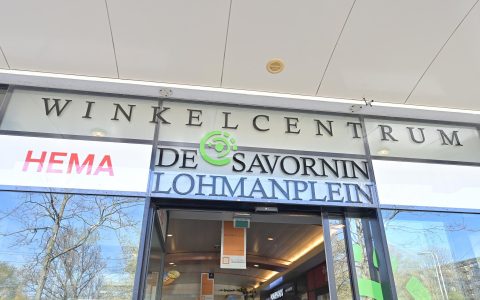 WINKELCENTRUM
HEMA
DE SAVORNIN
LOHMANPLEIN